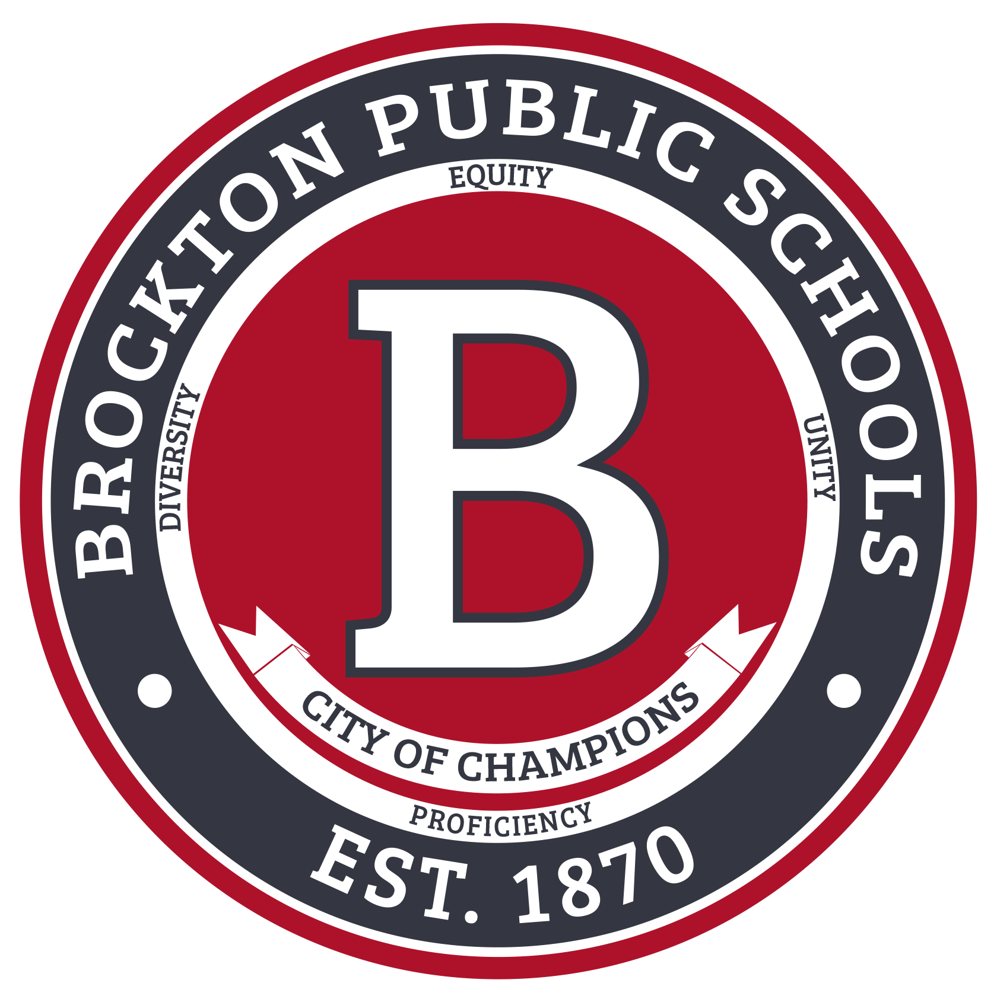 BROCKTON PUBLIC SCHOOLS
EQUITY
DIVERSITY
UNITY
B
CITY OF CHAMPIONS
PROFICIENCY
EST. 1870